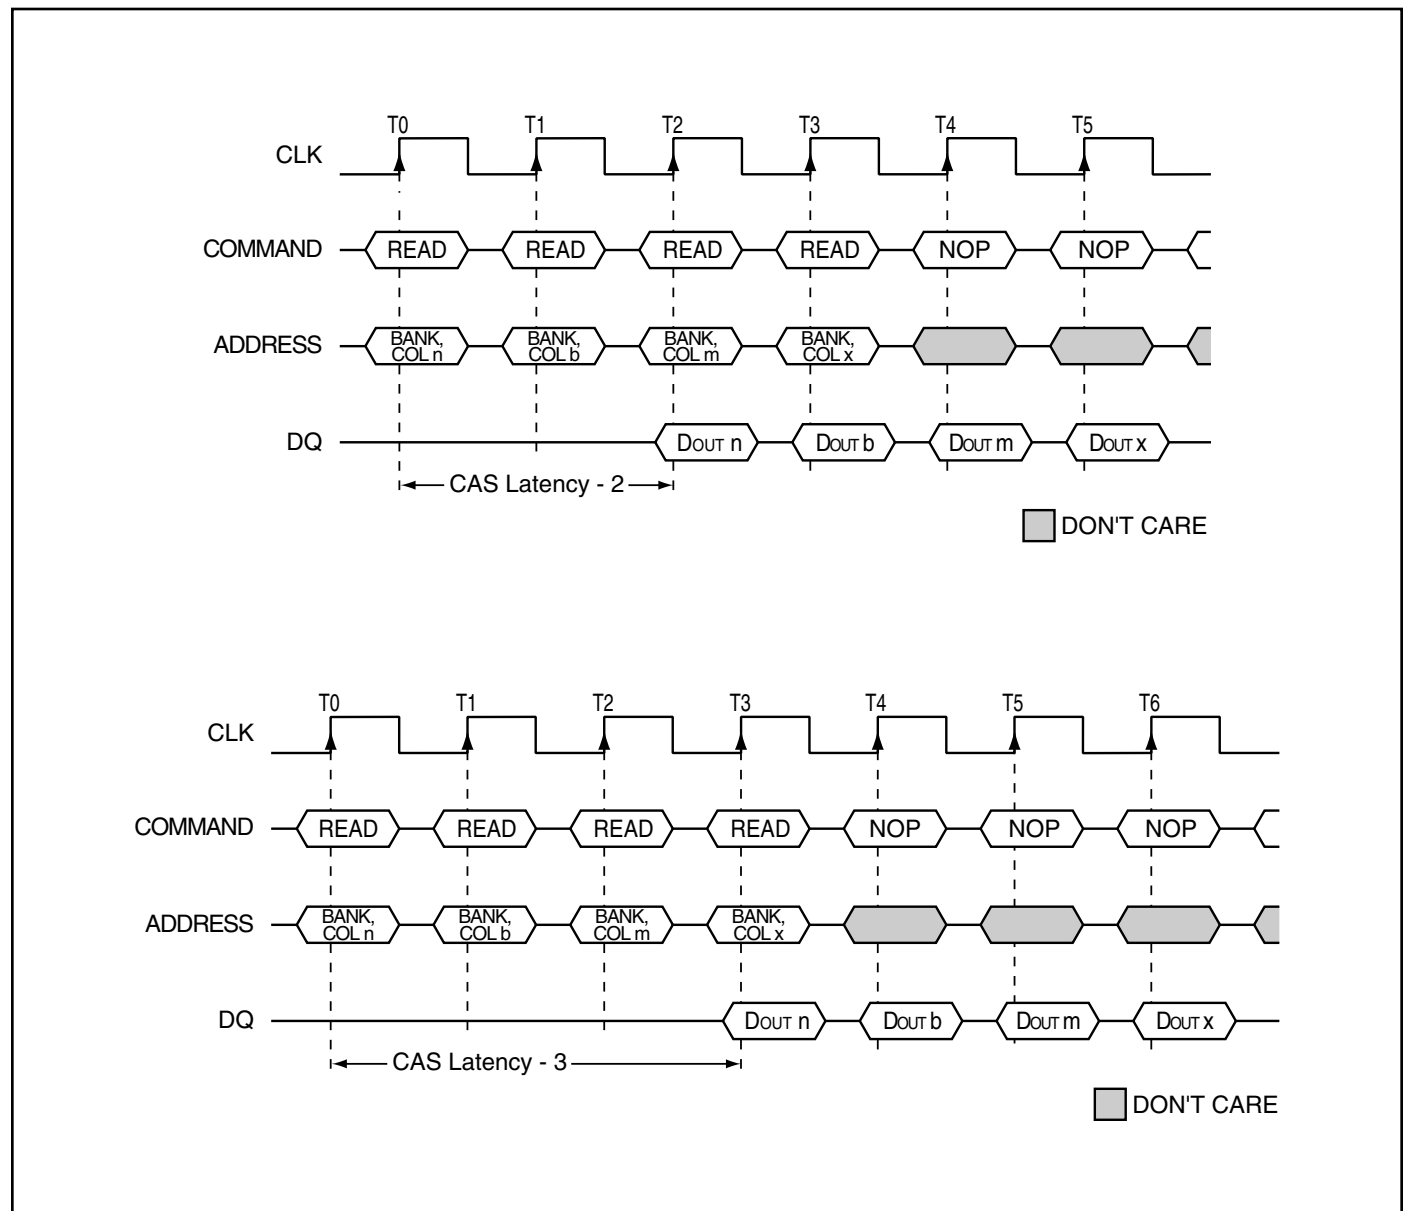 T0 T1 T2 T3 T4 T5
CLK
COMMAND READ READ READ READ NOP NOP
ADDRESS BANK, COL n BANK, COL b BANK, COL m BANK, COL x
DQ DOUT n DOUT b DOUT m DOUT x
CAS Latency - 2
DON'T CARE
T0 T1 T2 T3 T4 T5 T6
CLK
COMMAND READ READ READ READ NOP NOP NOP
ADDRESS BANK, COL n BANK, COL b BANK, COL m BANK, COL x
DQ DOUT n DOUT b DOUT m DOUT x
CAS Latency - 3
DON'T CARE